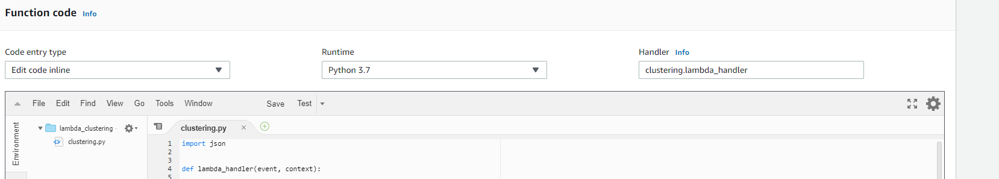 Function code Info
Code entry type
Edit code inline
Runtime
Python 3.7
Handler Info
clustering.lambda_handler
File Edit Find View Go Tools Window Save Test
Environment
lambda_clustering
clustering.py
clustering.py ×
1 import json
2
3
4 def lambda_handler(event, context):
5